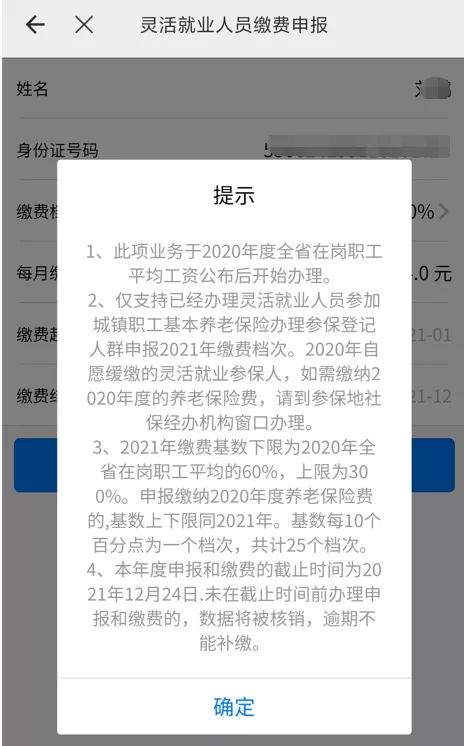 灵活就业人员缴费申报
姓名
身份证号码
提示
缴费
0%
每月
.0 元
缴费
21-01
缴费
21-12
1、此项业务于2020年度全省在岗职工
平均工资公布后开始办理。
2、仅支持已经办理灵活就业人员参加
城镇职工基本养老保险办理参保登记
人群申报2021年缴费档次。2020年自
愿缓缴的灵活就业参保人，如需缴纳2
020年度的养老保险费，请到参保地社
保经办机构窗口办理。
3、2021年缴费基数下限为2020年全
省在岗职工平均的60%，上限为30
0%。申报缴纳2020年度养老保险费
的,基数上下限同2021年。基数每10个
百分点为一个档次，共计25个档次。
4、本年度申报和缴费的截止时间为20
21年12月24日.未在截止时间前办理申
报和缴费的，数据将被核销，逾期不
能补缴。
确定